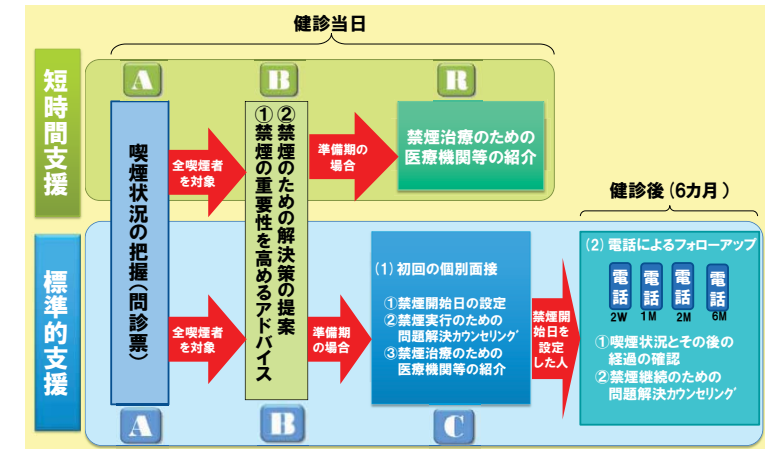 健診当日
短時間支援
A
B
R
喫煙状況の把握(問診票)
全喫煙者
を対象
①禁煙の重要性を高めるアドバイス
②禁煙のための解決策の提案
準備期の
場合
禁煙治療のための
医療機関等の紹介
健診後(6カ月)
標準的支援
全喫煙者
を対象
準備期
の場合
(1)初回の個別面接
①禁煙開始日の設定
②禁煙実行のための
問題解決カウンセリング
③禁煙治療のための
医療機関等の紹介
禁煙開
始日を
設定
した人
(2)電話によるフォローアップ
電話
電話
電話
電話
2W
1M
2M
6M
①喫煙状況とその後の
経過の確認
②禁煙継続のための
問題解決カウンセリング
A
B
C